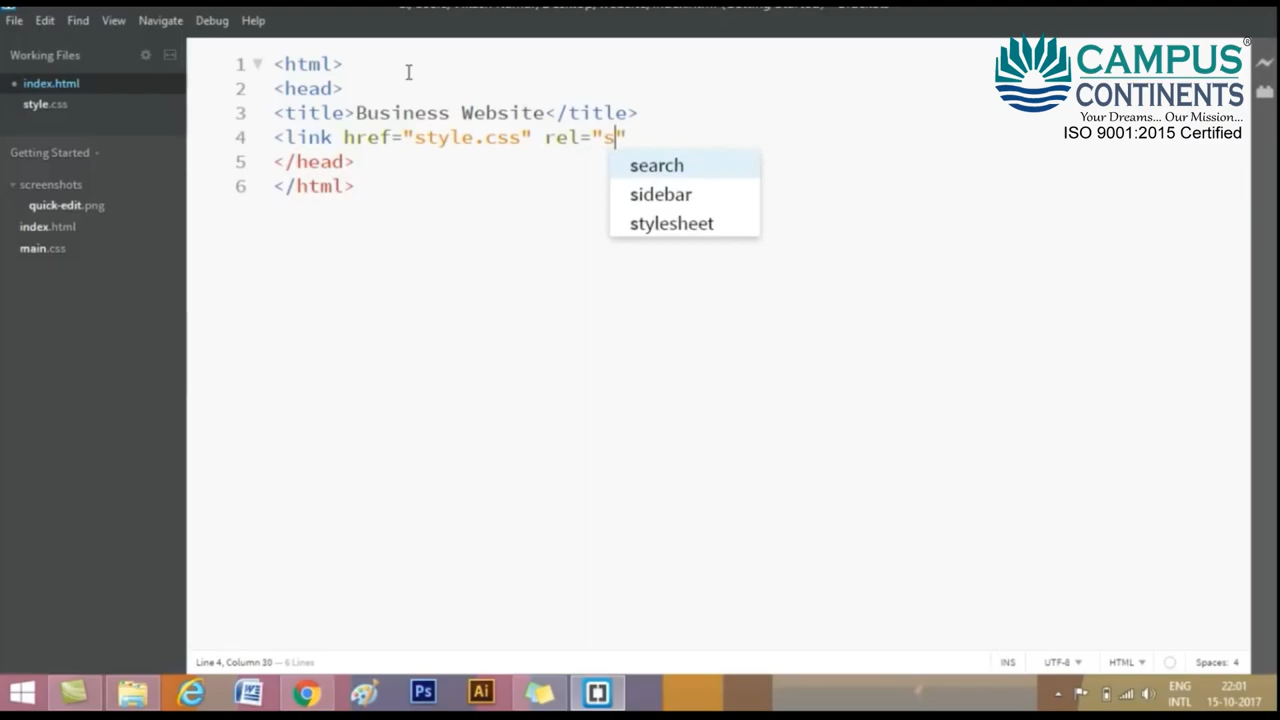 File Edit Find View Navigate Debug Help
Working Files
index.html
style.css
Getting Started
screenshots
quick-edit.png
index.html
main.css
1 <html>
2 <head>
3 <title>Business Website</title>
4 <link href="style.css" rel="s"
5 </head>
6 </html>
search
sidebar
stylesheet
CAMPUS
CONTINENTS
®
Your Dreams... Our Mission...
ISO 9001:2015 Certified
Line 4, Column 30 — 6 Lines
INS UTF-8 HTML Spaces: 4
Ps Ai
ENG
INTL
22:01
15-10-2017